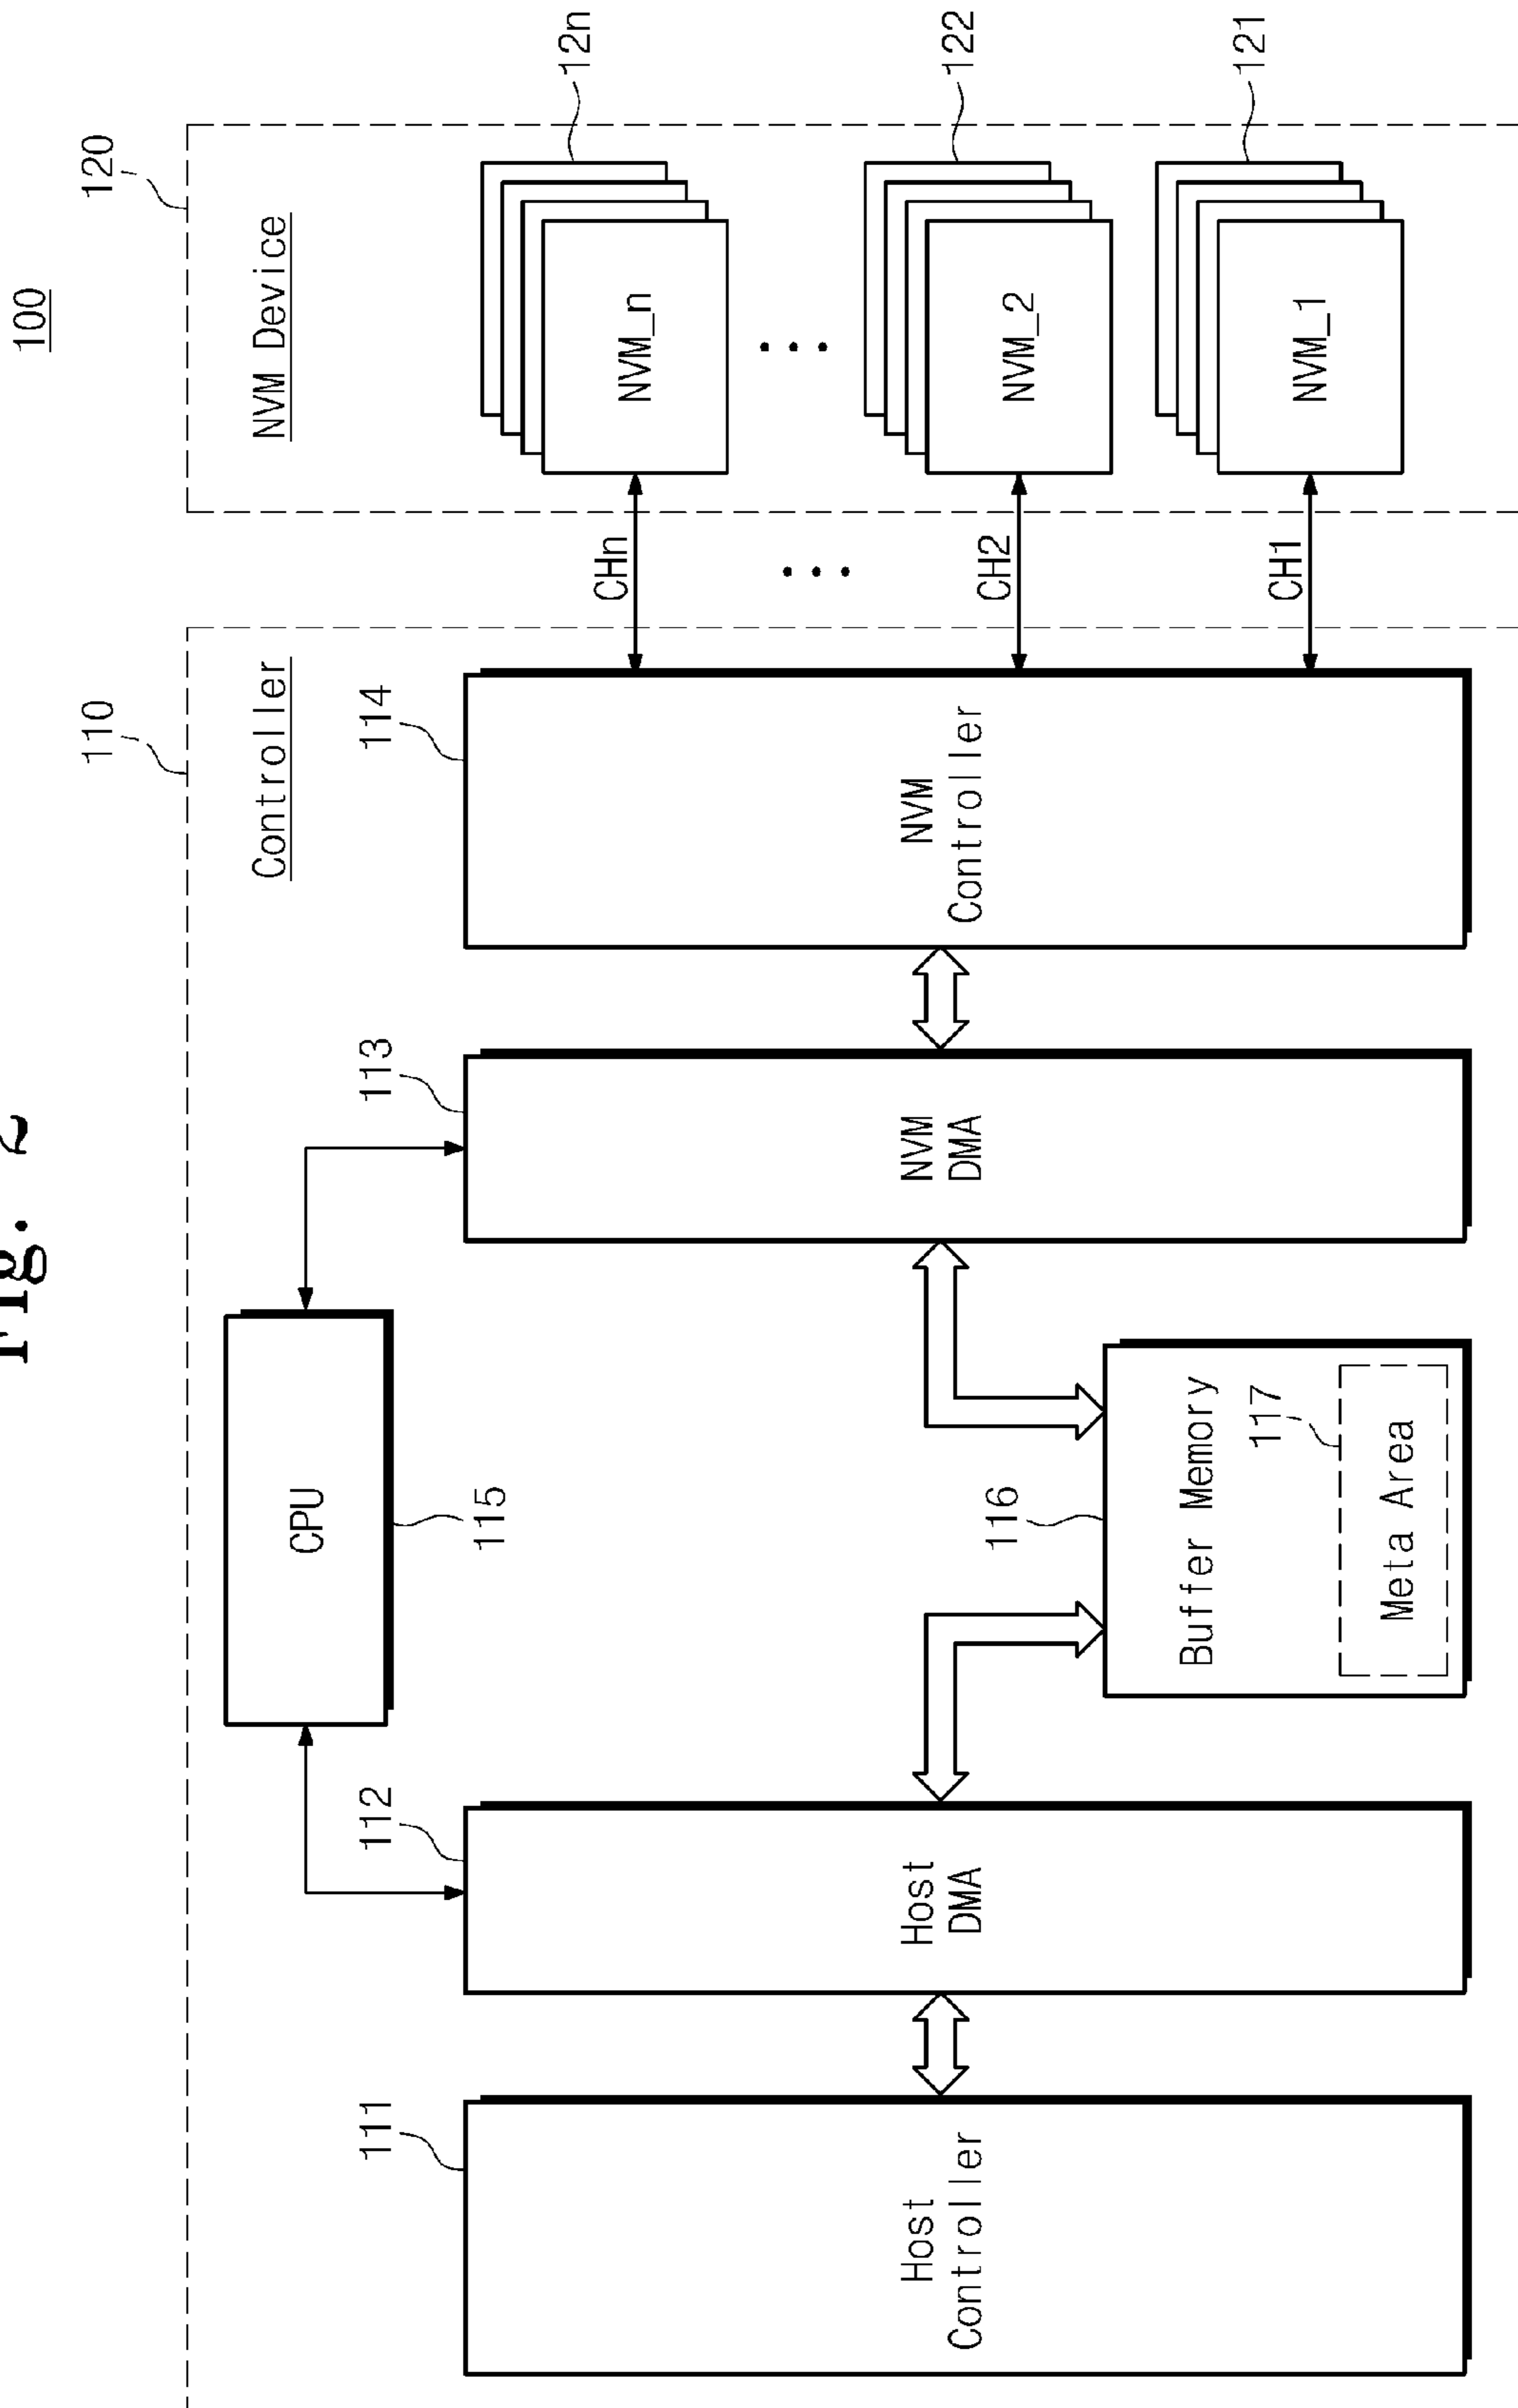 Fig. 2
100
110
120
Controller
NVM Device
CPU
115
111
112
113
114
12n
Host
Controller
Host
DMA
NVM
DMA
NVM
Controller
CHn
NVM_n
...
...
116
Buffer Memory
117
Meta Area
CH2
NVM_2
122
CH1
NVM_1
121